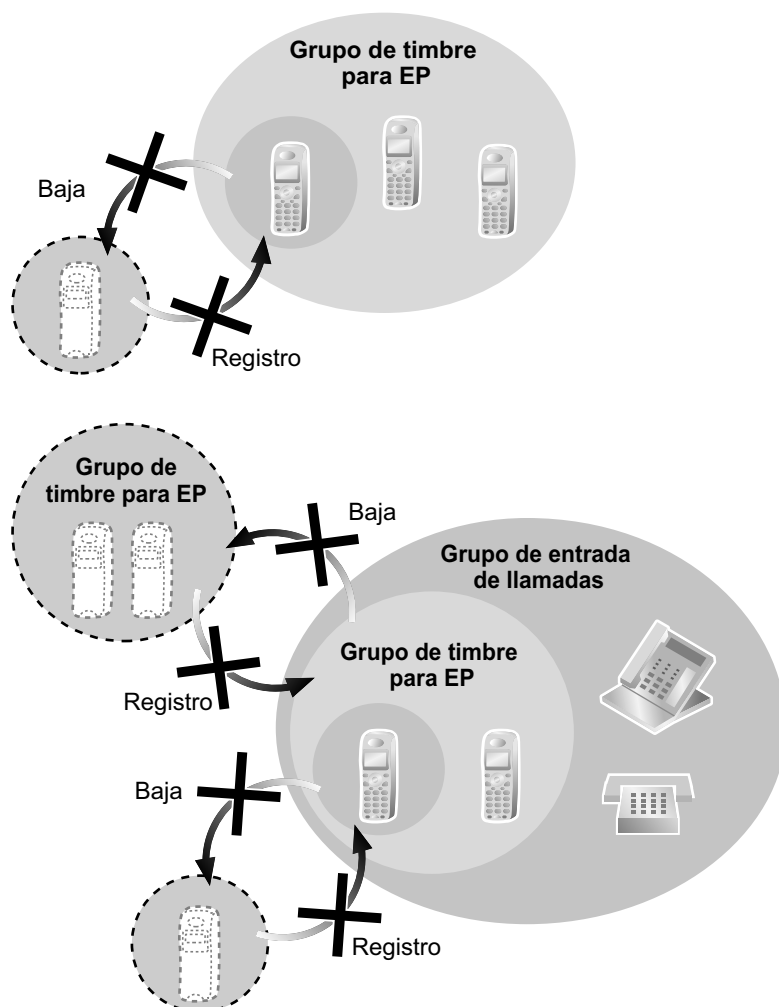 Grupo de timbre
para EP
Baja
Registro
Grupo de
timbre para EP
Baja
Grupo de entrada
de llamadas
Grupo de timbre
para EP
Registro
Baja
Registro